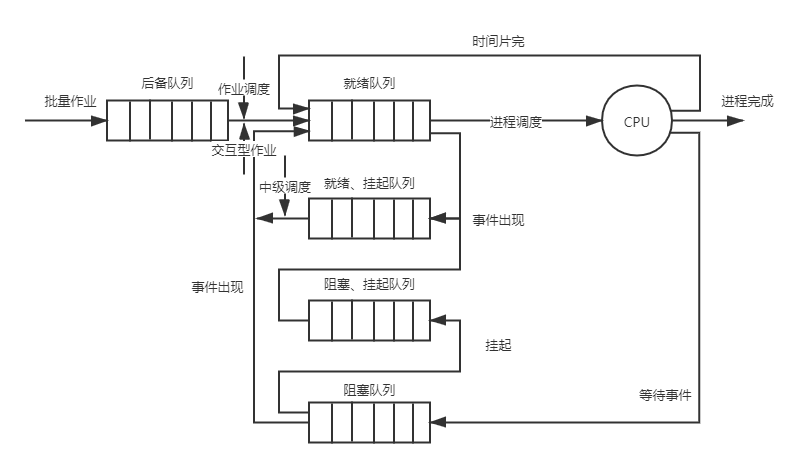 时间片完
后备队列
作业调度
就绪队列
批量作业
进程完成
进程调度
CPU
交互型作业
中级调度
就绪、挂起队列
事件出现
事件出现
阻塞、挂起队列
挂起
阻塞队列
等待事件